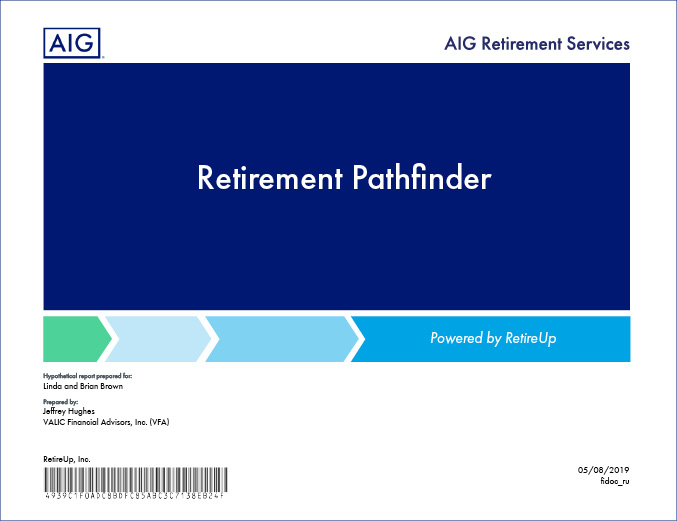 AIG
AIG Retirement Services
Retirement Pathfinder
Powered by RetireUp
Hypothetical report prepared for:
Linda and Brian Brown
Prepared by:
Jeffrey Hughes
VALIC Financial Advisors, Inc. (VFA)
RetireUp, Inc.
4939C1F0ADC8BDFC85ABC3C7138EB24F
05/08/2019
fidoc_ru